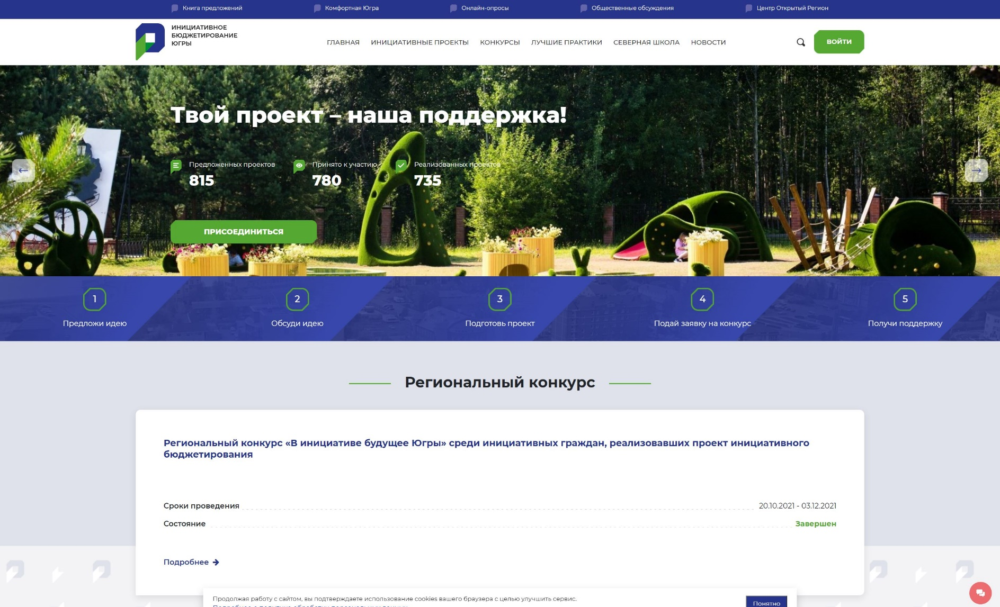 Книга предложений
Комфортная Югра
Онлайн-опросы
Общественные обсуждения
Центр Открытый Регион
ИНИЦИАТИВНОЕ
БЮДЖЕТИРОВАНИЕ
ЮГРЫ
ГЛАВНАЯ
ИНИЦИАТИВНЫЕ ПРОЕКТЫ
КОНКУРСЫ
ЛУЧШИЕ ПРАКТИКИ
СЕВЕРНАЯ ШКОЛА
НОВОСТИ
ВОЙТИ
Твой проект – наша поддержка!
Предложенных проектов
815
Принято к участию
780
Реализованных проектов
735
ПРИСОЕДИНИТЬСЯ
1
Предложи идею
2
Обсуди идею
3
Подготовь проект
4
Подай заявку на конкурс
5
Получи поддержку
Региональный конкурс
Региональный конкурс «В инициативе будущее Югры» среди инициативных граждан, реализовавших проект инициативного
бюджетирования
Сроки проведения 20.10.2021 - 03.12.2021
Состояние Завершен
Подробнее
Продолжая работу с сайтом, вы подтверждаете использование cookies вашего браузера с целью улучшить сервис.
Понятно